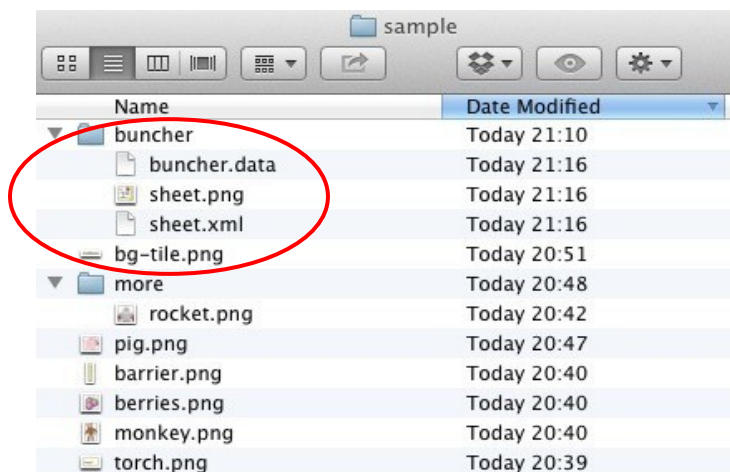 sample
Name Date Modified
buncher Today 21:10
buncher.data Today 21:16
sheet.png Today 21:16
sheet.xml Today 21:16
bg-tile.png Today 20:51
more Today 20:48
rocket.png Today 20:42
pig.png Today 20:47
barrier.png Today 20:40
berries.png Today 20:40
monkey.png Today 20:40
torch.png Today 20:39